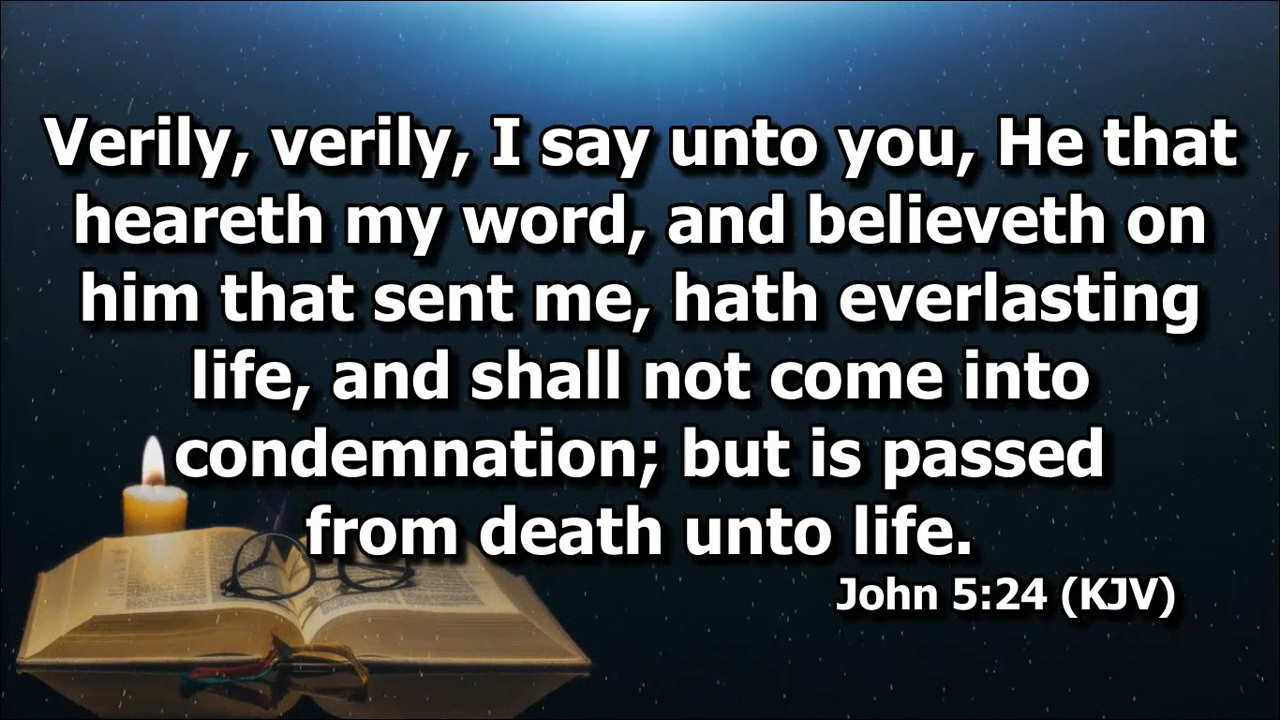 Verily, verily, I say unto you, He that
heareth my word, and believeth on
him that sent me, hath everlasting
life, and shall not come into
condemnation; but is passed
from death unto life.
John 5:24 (KJV)